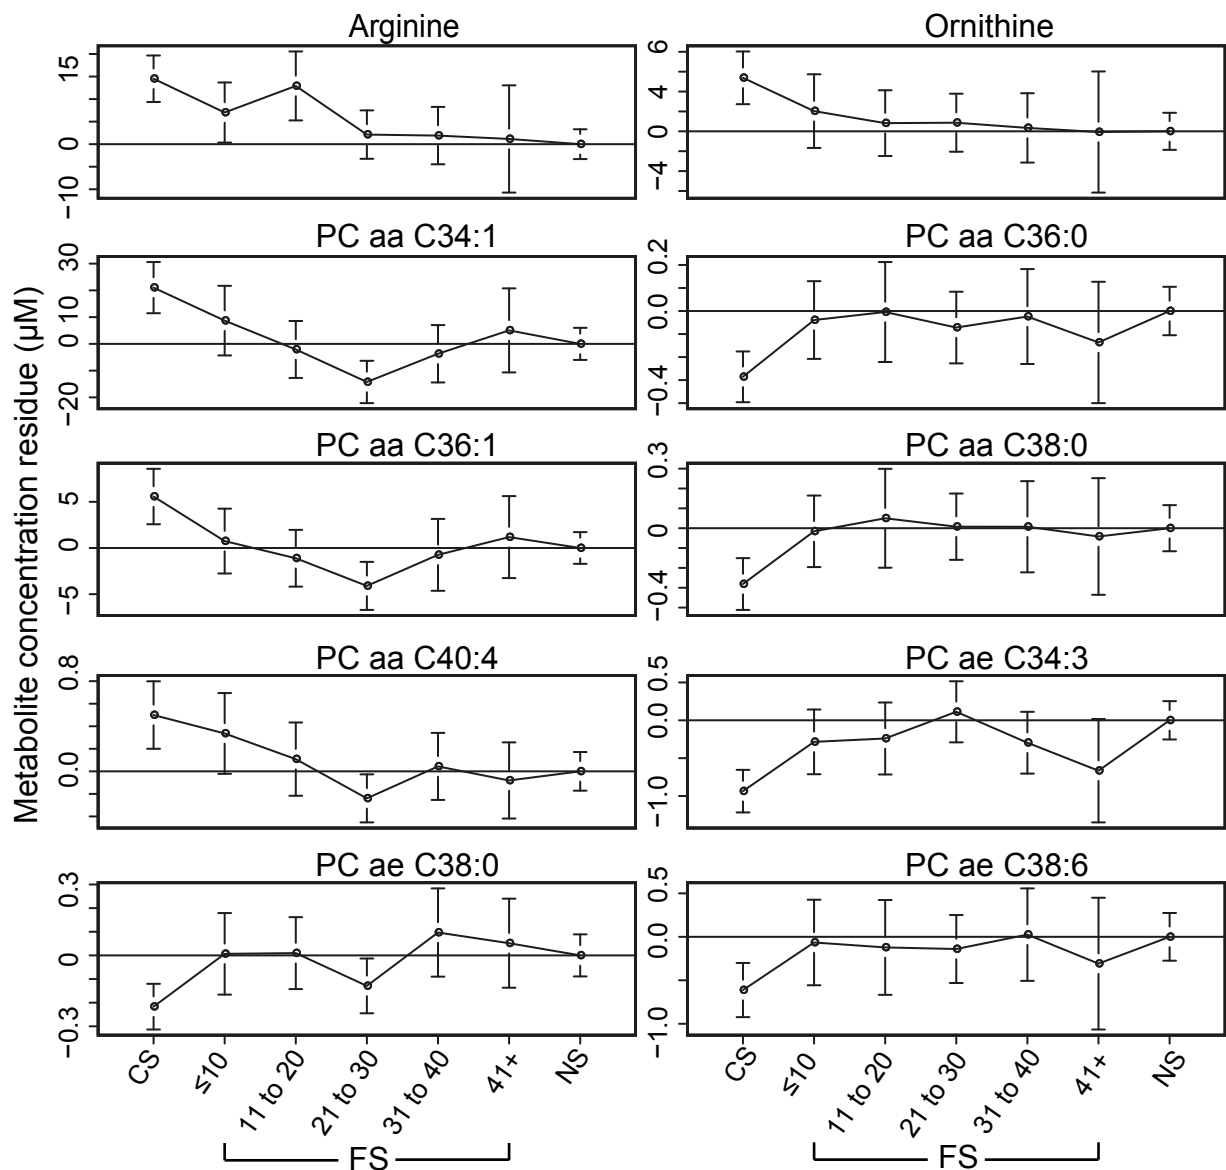 Metabolite concentration residue (µM)
Arginine
15
0
−10
Ornithine
6
4
0
−4
PC aa C34:1
30
10
0
−20
PC aa C36:0
0.2
0.0
−0.4
PC aa C36:1
5
0
−5
PC aa C38:0
0.3
0
−0.4
PC aa C40:4
0.8
0.0
PC ae C34:3
0.5
0.0
−1.0
PC ae C38:0
0.3
0
−0.3
PC ae C38:6
0.5
0.0
−1.0
CS
≤10
11 to 20
21 to 30
31 to 40
41+
NS
FS
CS
≤10
11 to 20
21 to 30
31 to 40
41+
NS
FS